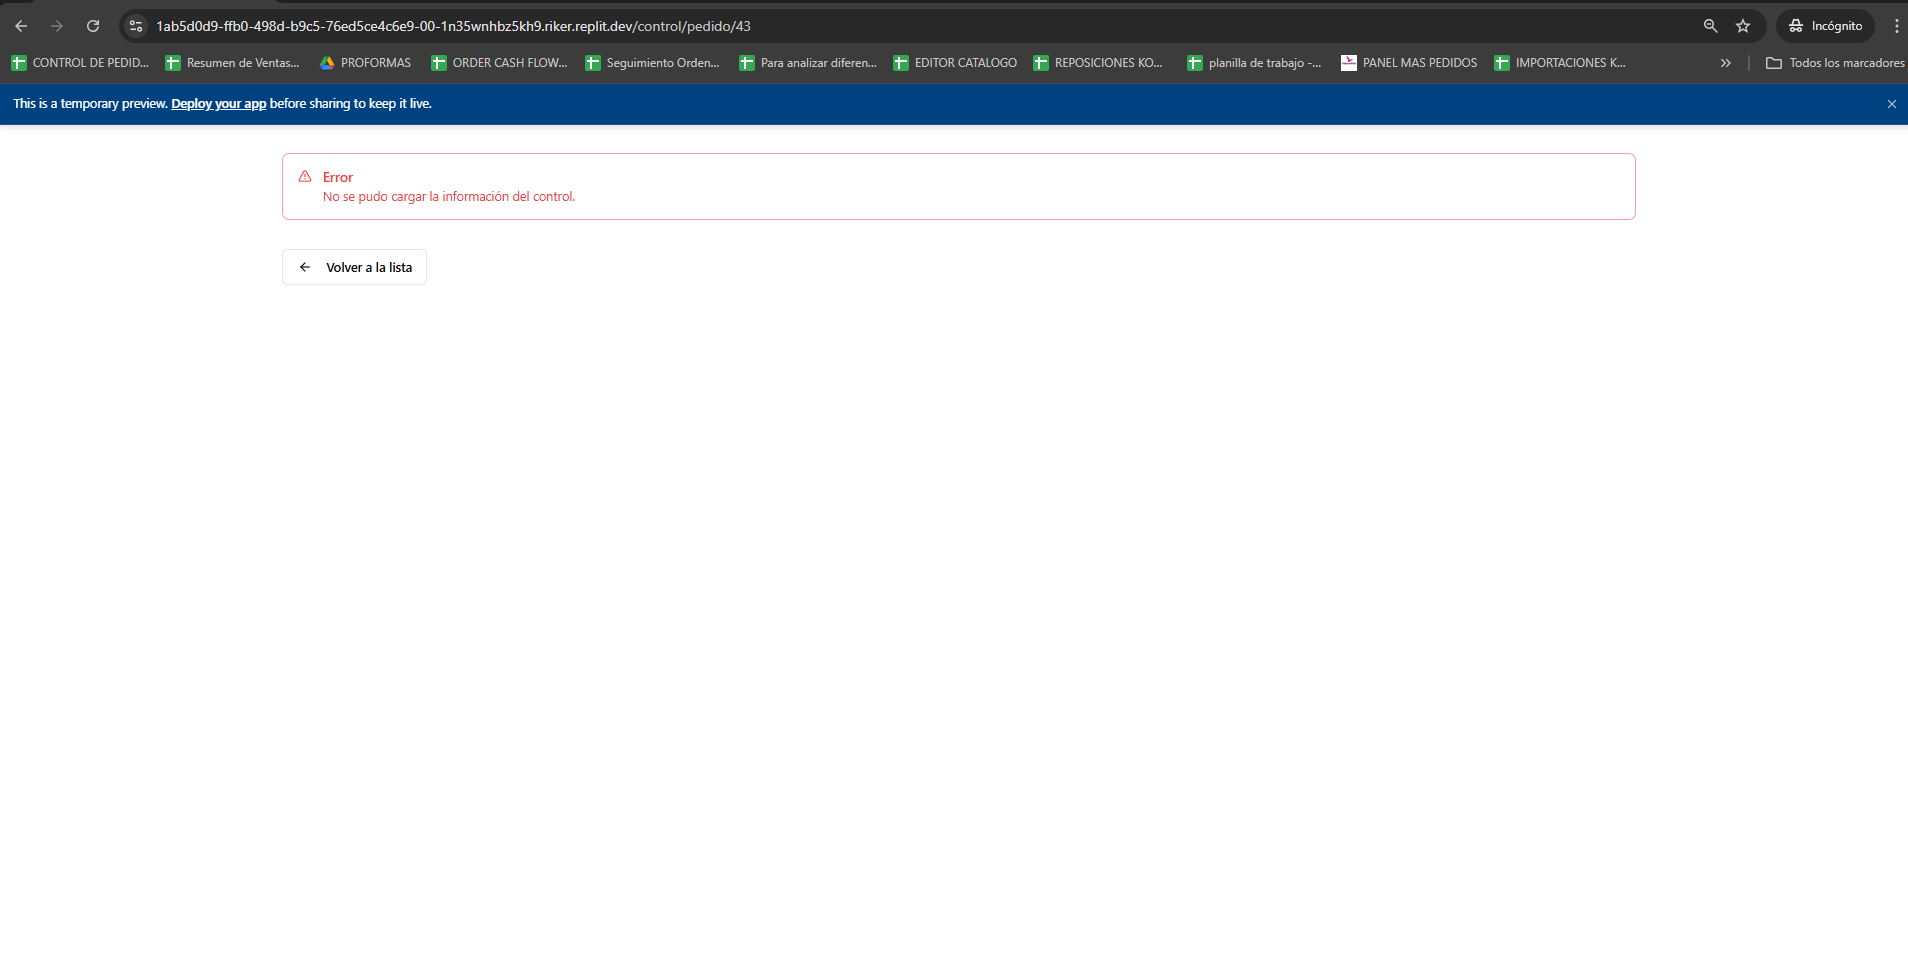 1ab5d0d9-ffb0-498d-b9c5-76ed5ce4c6e9-00-1n35wnhbz5kh9.riker.replit.dev/control/pedido/43
Incógnito
CONTROL DE PEDID...
Resumen de Ventas...
PROFORMAS
ORDER CASH FLOW...
Seguimiento Orden...
Para analizar diferen...
EDITOR CATALOGO
REPOSICIONES KO...
planilla de trabajo -...
PANEL MAS PEDIDOS
IMPORTACIONES K...
Todos los marcadores
This is a temporary preview. Deploy your app before sharing to keep it live.
Error
No se pudo cargar la información del control.
Volver a la lista